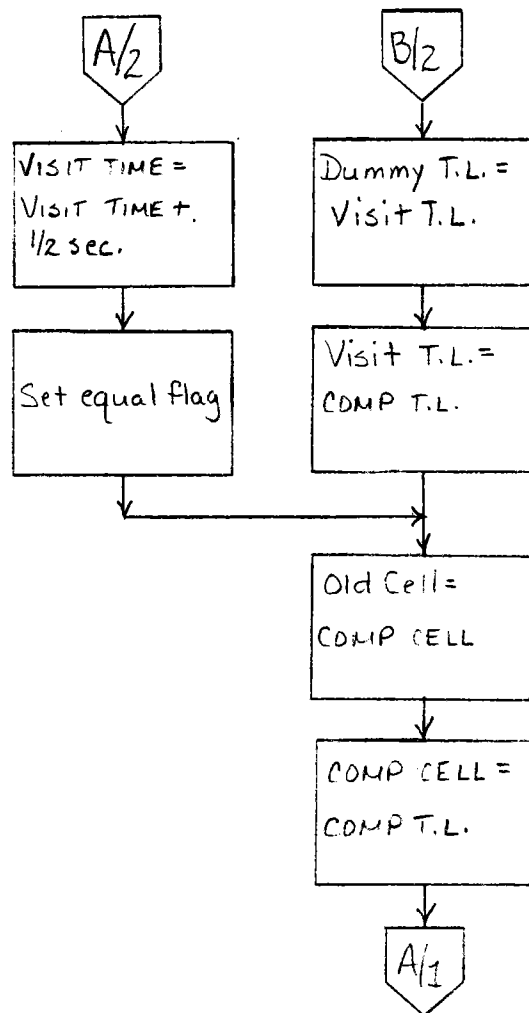 A/2
VISIT TIME =
VISIT TIME +
1/2 sec.
Set equal flag
B/2
Dummy T.L. =
Visit T.L.
Visit T.L. =
COMP T.L.
Old Cell =
COMP CELL
COMP CELL =
COMP T.L.
A/1